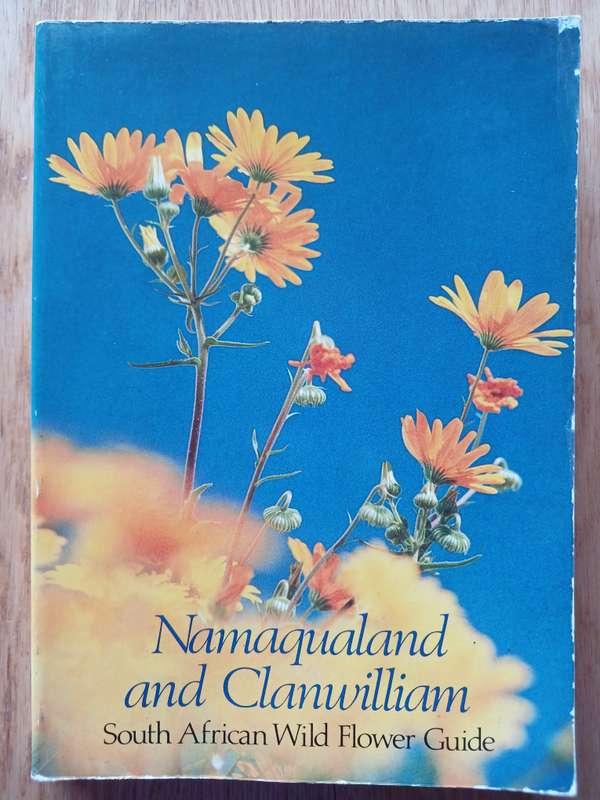 Namaqualand
and Clanwilliam
South African Wild Flower Guide